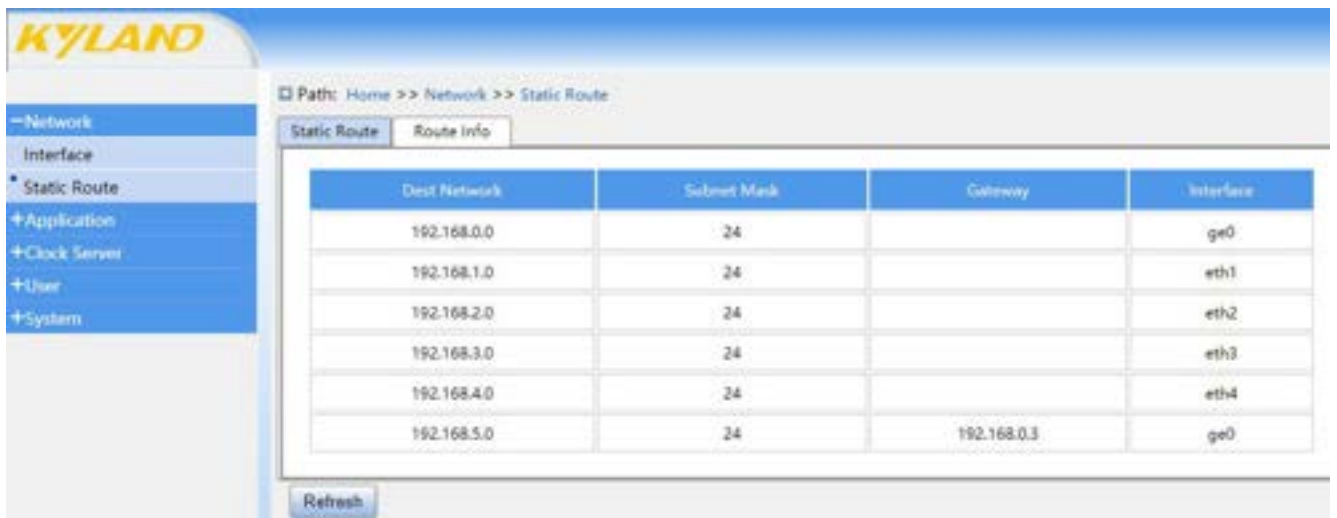 KYLAND
Path: Home >> Network >> Static Route
Static Route Route Info
−Network
Interface
Static Route
+Application
+Clock Server
+User
+System
Dest Network Subnet Mask Gateway Interface
192.168.0.0 24 ge0
192.168.1.0 24 eth1
192.168.2.0 24 eth2
192.168.3.0 24 eth3
192.168.4.0 24 eth4
192.168.5.0 24 192.168.0.3 ge0
Refresh